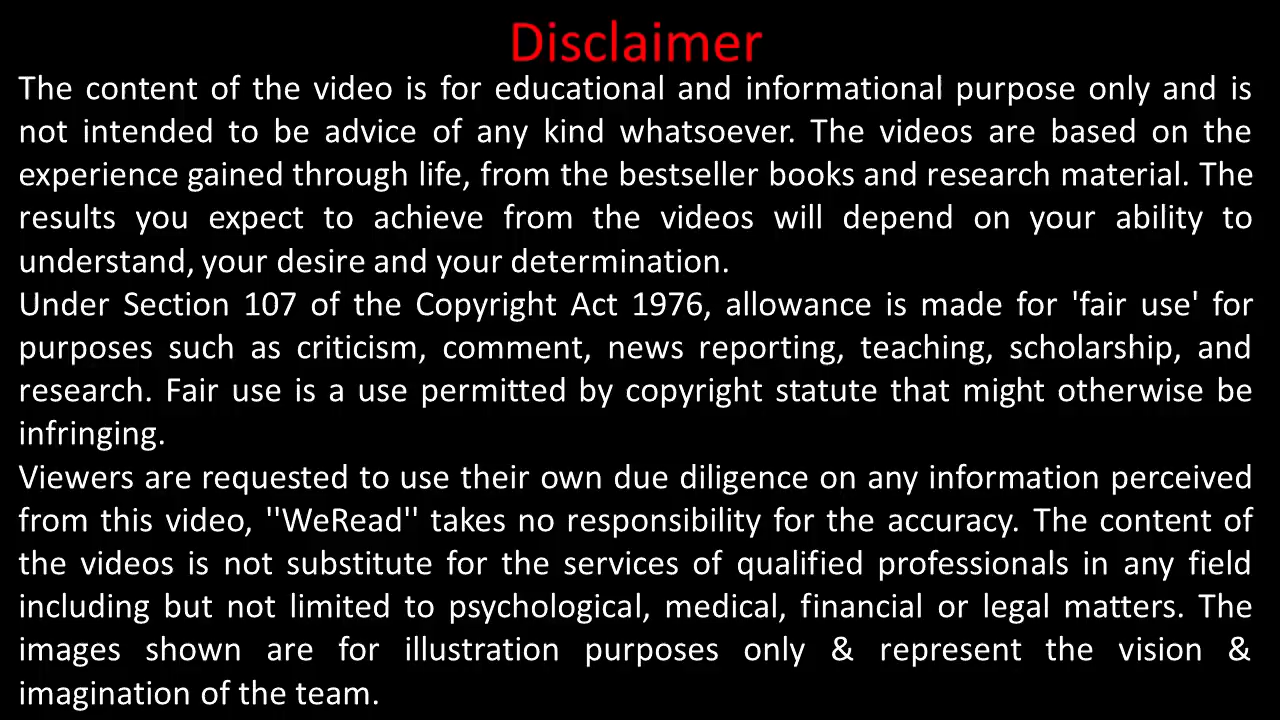 Disclaimer
The content of the video is for educational and informational purpose only and is
not intended to be advice of any kind whatsoever. The videos are based on the
experience gained through life, from the bestseller books and research material. The
results you expect to achieve from the videos will depend on your ability to
understand, your desire and your determination.
Under Section 107 of the Copyright Act 1976, allowance is made for 'fair use' for
purposes such as criticism, comment, news reporting, teaching, scholarship, and
research. Fair use is a use permitted by copyright statute that might otherwise be
infringing.
Viewers are requested to use their own due diligence on any information perceived
from this video, ''WeRead'' takes no responsibility for the accuracy. The content of
the videos is not substitute for the services of qualified professionals in any field
including but not limited to psychological, medical, financial or legal matters. The
images shown are for illustration purposes only & represent the vision &
imagination of the team.